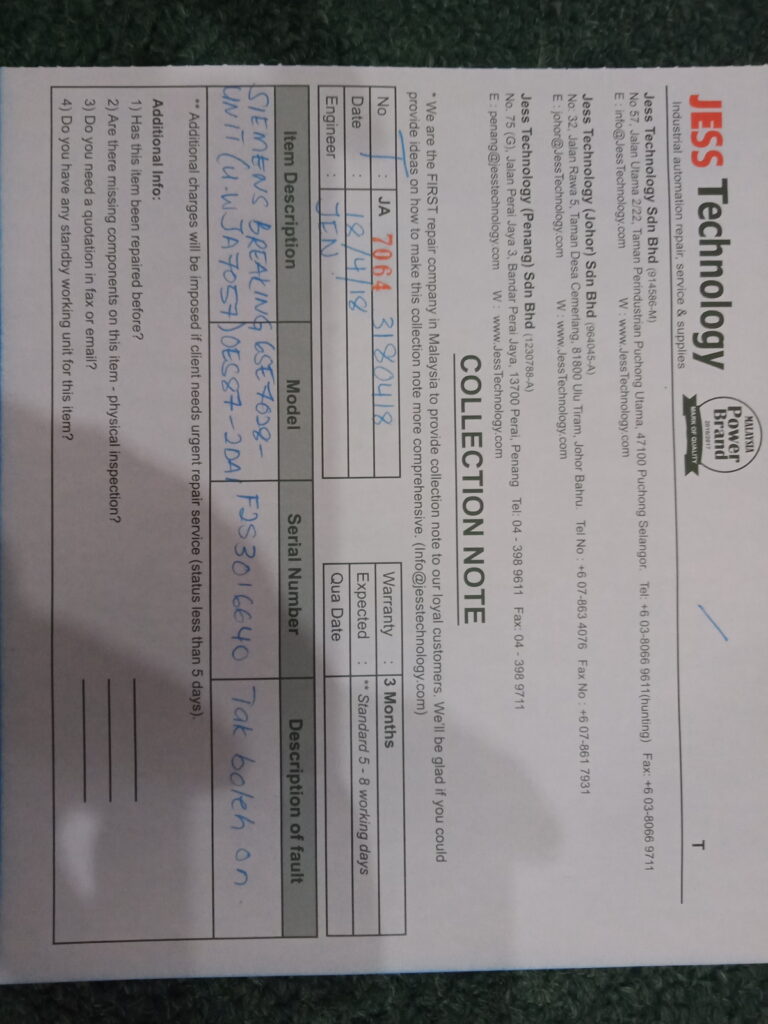 JESS Technology
Industrial automation repair, service & supplies
MALAYSIA
Power
Brand
2016/2017
MARK OF QUALITY
T
Jess Technology Sdn Bhd (914586-M)
No 57, Jalan Utama 2/22, Taman Perindustrian Puchong Utama, 47100 Puchong Selangor. Tel: +6 03-8066 9611(hunting) Fax: +6 03-8066 9711
E : info@JessTechnology.com W : www.JessTechnology.com
Jess Technology (Johor) Sdn Bhd (964045-A)
No. 32, Jalan Rawa 5, Taman Desa Cemerlang, 81800 Ulu Tiram, Johor Bahru. Tel No : +6 07-863 4076 Fax No : +6 07-861 7931
E : johor@JessTechnology.com W : www.JessTechnology.com
Jess Technology (Penang) Sdn Bhd (1230788-A)
No. 75 (G), Jalan Perai Jaya 3, Bandar Perai Jaya, 13700 Perai, Penang Tel: 04 - 398 9611 Fax: 04 - 398 9711
E : penang@jesstechnology.com W : www.JessTechnology.com
COLLECTION NOTE
* We are the FIRST repair company in Malaysia to provide collection note to our loyal customers. We'll be glad if you could
provide ideas on how to make this collection note more comprehensive. (Info@jesstechnology.com)
No : JA 7064 3180418
Date : 18/4/18
Engineer : JEN
Warranty : 3 Months
Expected : ** Standard 5 - 8 working days
Qua Date
Item Description Model Serial Number Description of fault
SIEMENS BREAKING 6SE7028- F2S3016640 Tak boleh on.
UNIT (U.WJA7057) 0ES87-2DA1
** Additional charges will be imposed if client needs urgent repair service (status less than 5 days).
Additional Info:
1) Has this item been repaired before?
2) Are there missing components on this item - physical inspection?
3) Do you need a quotation in fax or email?
4) Do you have any standby working unit for this item?